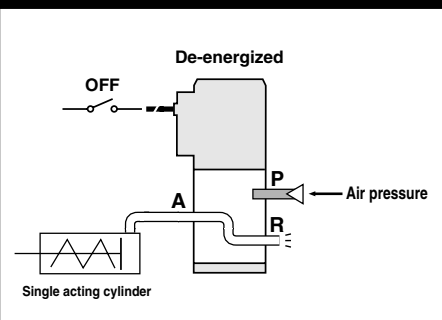 De-energized
OFF
P
Air pressure
A
R
Single acting cylinder